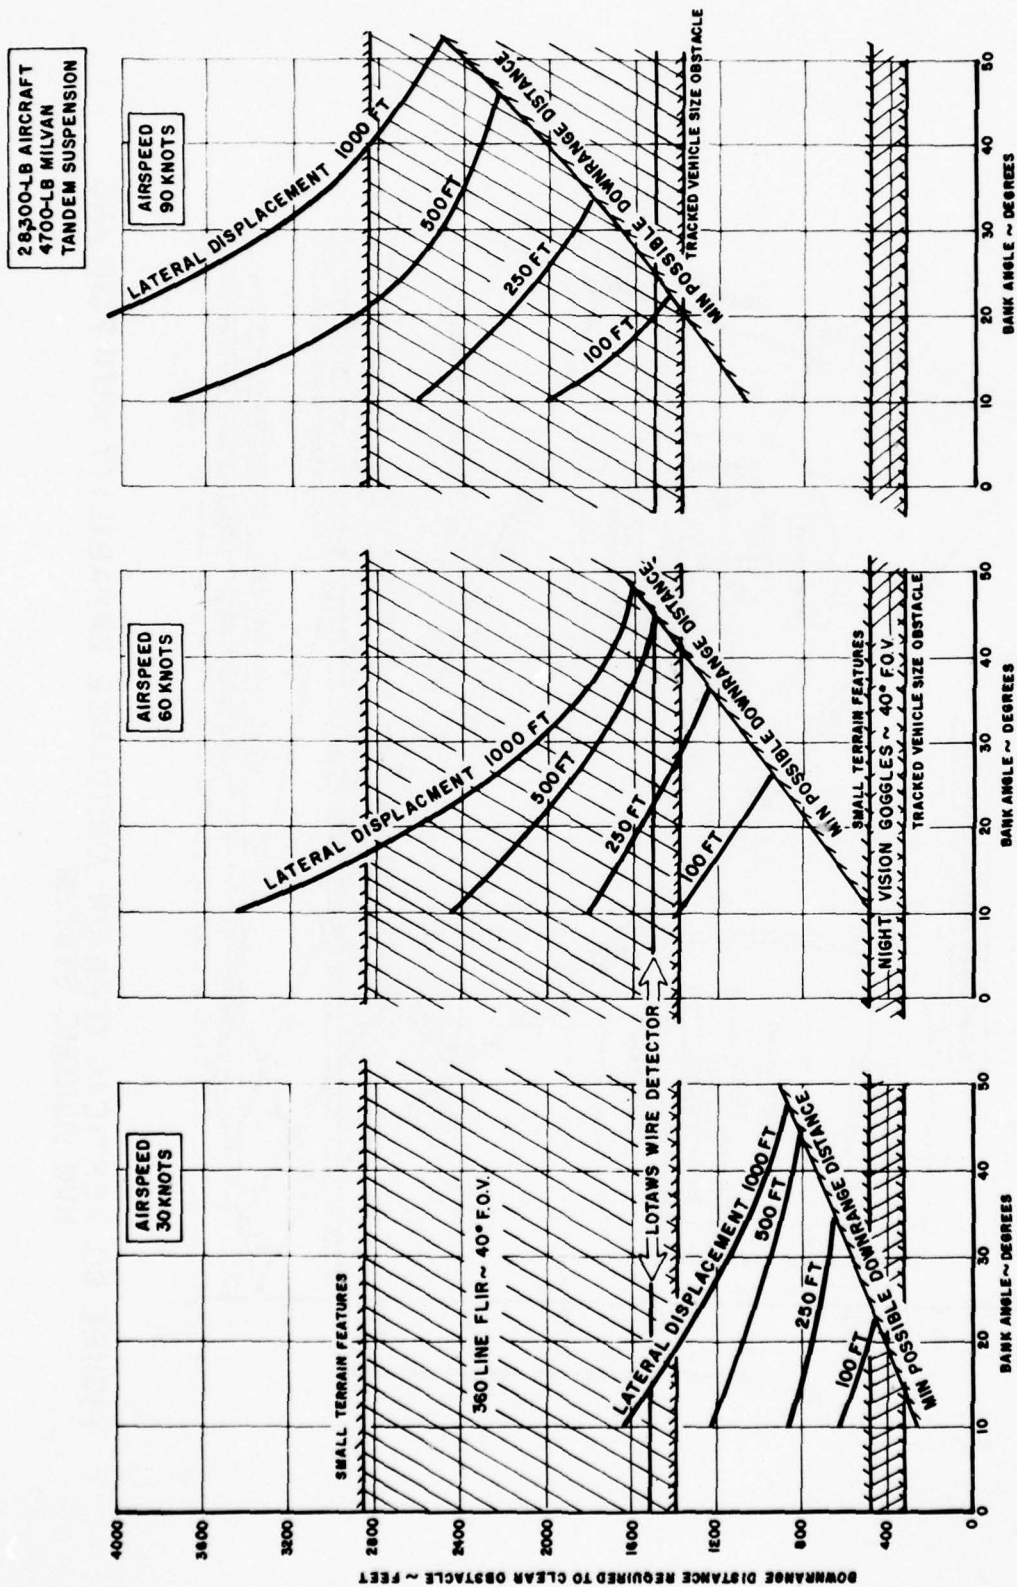 28,300-LB AIRCRAFT
4700-LB MILVAN
TANDEM SUSPENSION
AIRSPEED
30 KNOTS
AIRSPEED
60 KNOTS
AIRSPEED
90 KNOTS
DOWNRANGE DISTANCE REQUIRED TO CLEAR OBSTACLE ~ FEET
4000
3600
3200
2800
2400
2000
1600
1200
800
400
0
SMALL TERRAIN FEATURES
360 LINE FLIR ~ 40° F.O.V.
LOTAWS WIRE DETECTOR
LATERAL DISPLACEMENT 1000 FT
500 FT
250 FT
100 FT
MIN POSSIBLE DOWNRANGE DISTANCE
0 10 20 30 40 50
BANK ANGLE ~ DEGREES
LATERAL DISPLACMENT 1000 FT
500 FT
250 FT
100 FT
MIN POSSIBLE DOWNRANGE DISTANCE
SMALL TERRAIN FEATURES
NIGHT VISION GOGGLES ~ 40° F.O.V.
TRACKED VEHICLE SIZE OBSTACLE
0 10 20 30 40 50
BANK ANGLE ~ DEGREES
LATERAL DISPLACEMENT 1000 FT
500 FT
250 FT
100 FT
MIN POSSIBLE DOWNRANGE DISTANCE
TRACKED VEHICLE SIZE OBSTACLE
0 10 20 30 40 50
BANK ANGLE ~ DEGREES